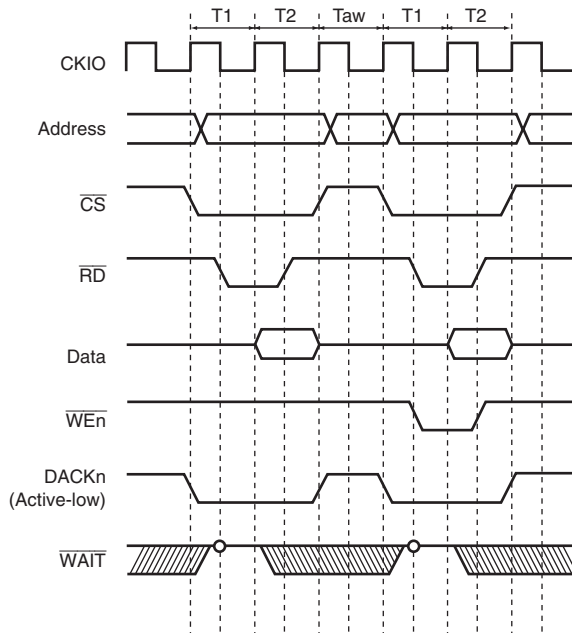 T1 T2 Taw T1 T2
CKIO
Address
CS
RD
Data
WEn
DACKn
(Active-low)
WAIT